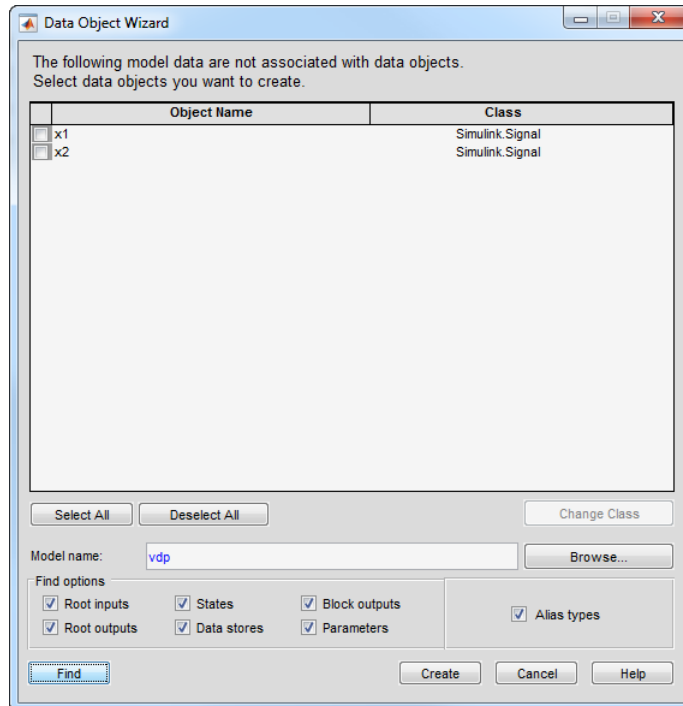 Data Object Wizard
The following model data are not associated with data objects.
Select data objects you want to create.
Object Name Class
x1 Simulink.Signal
x2 Simulink.Signal
Select All Deselect All Change Class
Model name: vdp Browse...
Find options
Root inputs States Block outputs
Alias types
Root outputs Data stores Parameters
Find Create Cancel Help